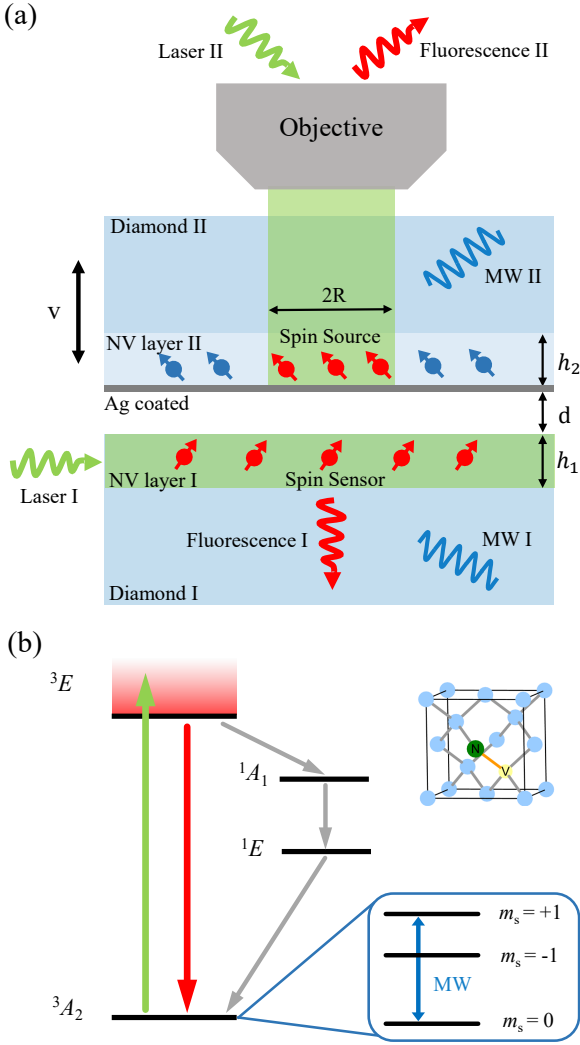 (a)
Laser II
Fluorescence II
Objective
Diamond II
MW II
v
2R
NV layer II
Spin Source
h₂
Ag coated
d
h₁
Laser I
NV layer I
Spin Sensor
Fluorescence I
MW I
Diamond I
(b)
³E
¹A₁
¹E
³A₂
N
V
mₛ = +1
mₛ = -1
MW
mₛ = 0